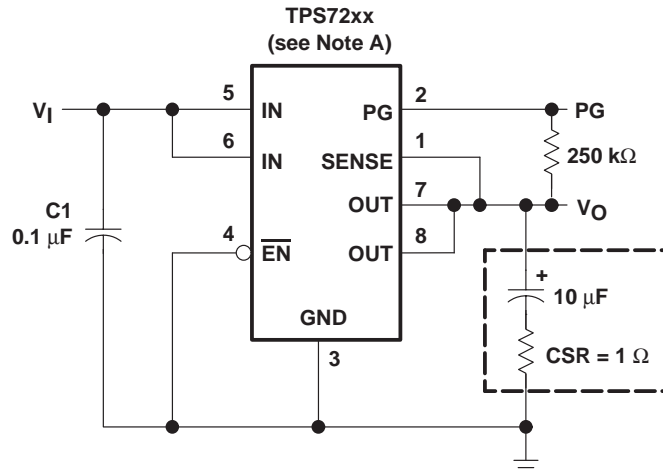 TPS72xx
(see Note A)
V_I
5
IN
6
IN
C1
0.1 μF
4
EN
PG
2
PG
SENSE
1
250 kΩ
OUT
7
V_O
OUT
8
+
10 μF
GND
3
CSR = 1 Ω